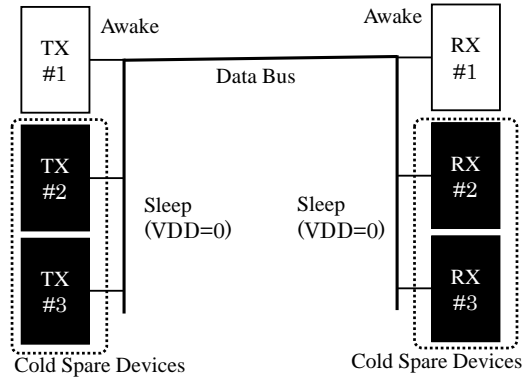 TX
#1
Awake
Awake
RX
#1
Data Bus
TX
#2
RX
#2
Sleep
(VDD=0)
Sleep
(VDD=0)
TX
#3
RX
#3
Cold Spare Devices
Cold Spare Devices